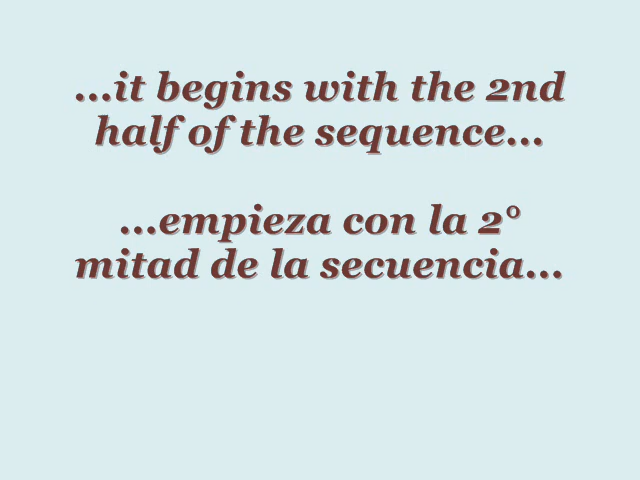 ...it begins with the 2nd
half of the sequence...
...empieza con la 2°
mitad de la secuencia...